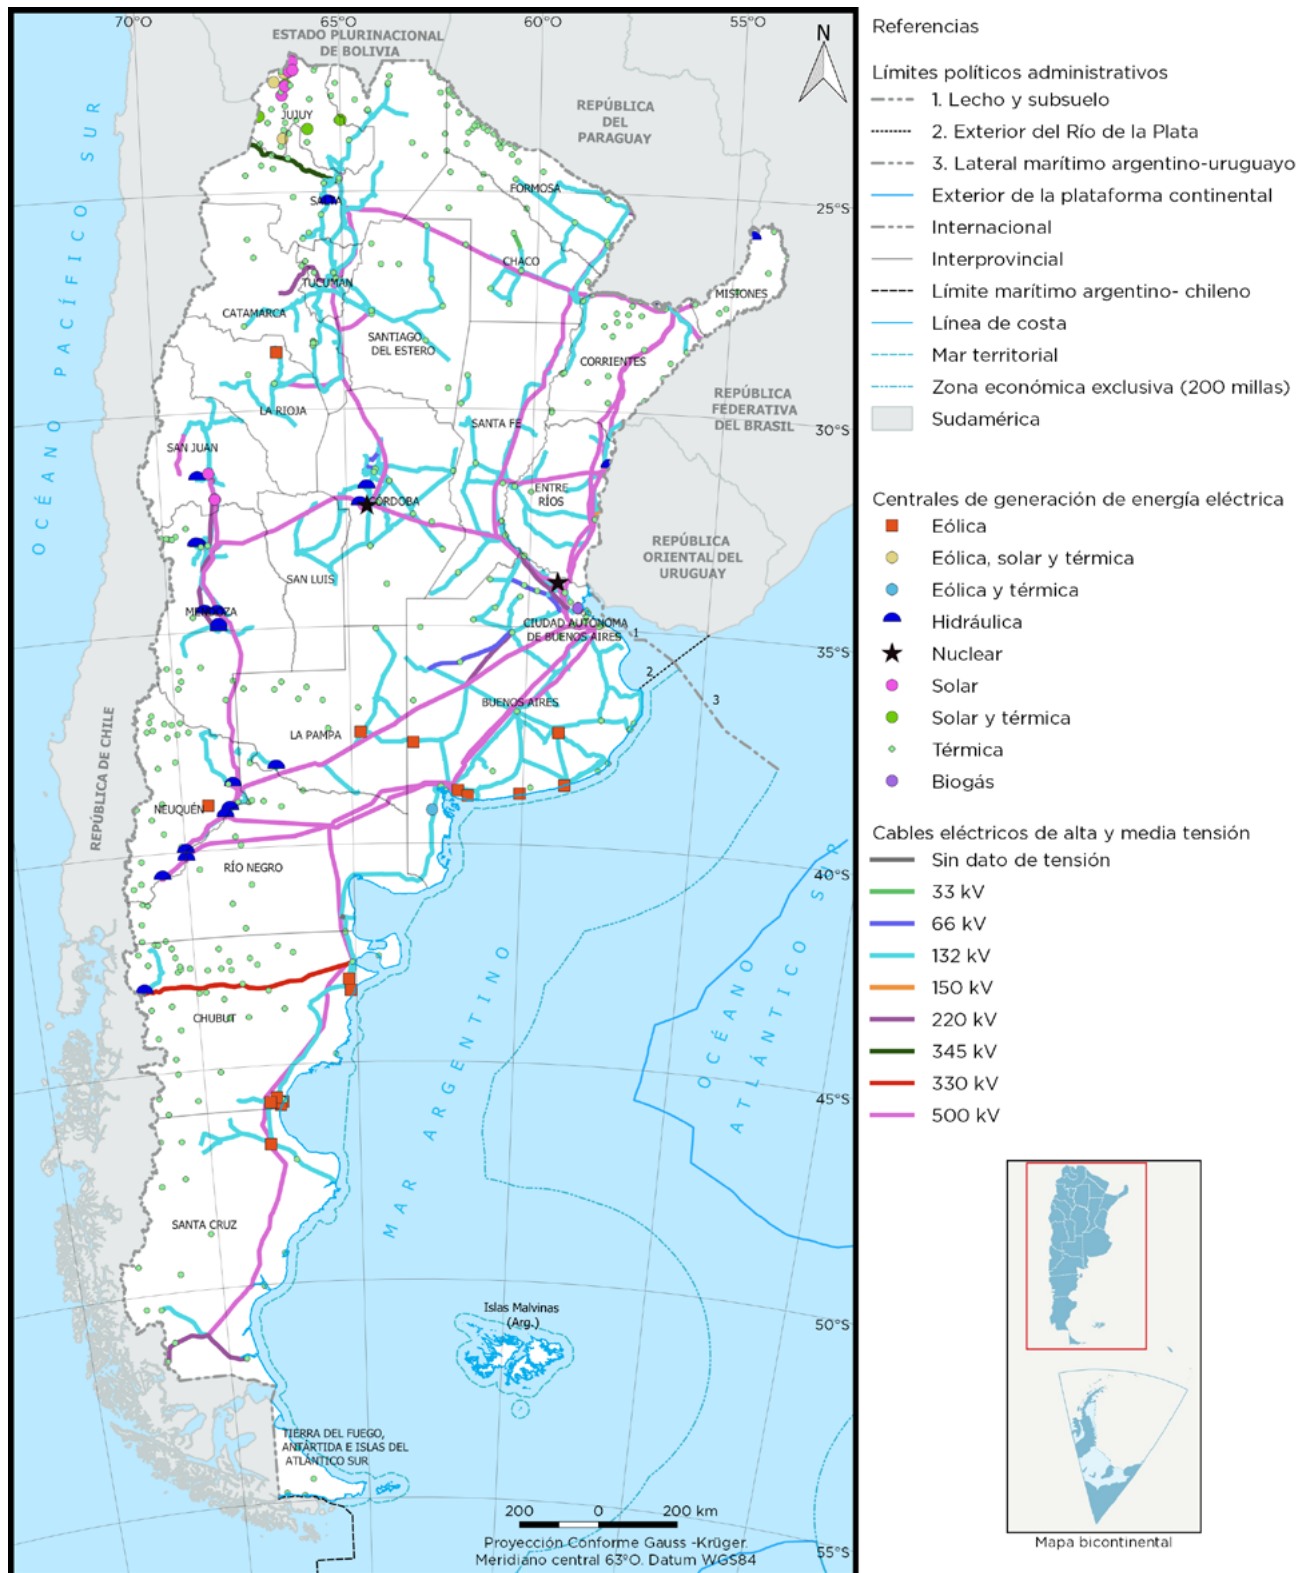 70°O
65°O
60°O
55°O
ESTADO PLURINACIONAL
DE BOLIVIA
N
REPÚBLICA
DEL
PARAGUAY
JUJUY
FORMOSA
SALTA
25°S
CHACO
TUCUMÁN
MISIONES
CATAMARCA
SANTIAGO
DEL ESTERO
CORRIENTES
REPÚBLICA
FEDERATIVA
DEL BRASIL
LA RIOJA
SANTA FE
30°S
SAN JUAN
ENTRE
RÍOS
CÓRDOBA
REPÚBLICA
ORIENTAL DEL
URUGUAY
SAN LUIS
MENDOZA
CIUDAD AUTÓNOMA
DE BUENOS AIRES
1
35°S
2
3
BUENOS AIRES
LA PAMPA
REPÚBLICA DE CHILE
NEUQUÉN
RÍO NEGRO
40°S
CHUBUT
45°S
SANTA CRUZ
Islas Malvinas
(Arg.)
50°S
TIERRA DEL FUEGO,
ANTÁRTIDA E ISLAS DEL
ATLÁNTICO SUR
55°S
OCÉANO PACÍFICO SUR
MAR ARGENTINO
OCÉANO
ATLÁNTICO SUR
200 0 200 km
Proyección Conforme Gauss -Krüger.
Meridiano central 63°O. Datum WGS84
Referencias
Límites políticos administrativos
1. Lecho y subsuelo
2. Exterior del Río de la Plata
3. Lateral marítimo argentino-uruguayo
Exterior de la plataforma continental
Internacional
Interprovincial
Límite marítimo argentino- chileno
Línea de costa
Mar territorial
Zona económica exclusiva (200 millas)
Sudamérica
Centrales de generación de energía eléctrica
Eólica
Eólica, solar y térmica
Eólica y térmica
Hidráulica
Nuclear
Solar
Solar y térmica
Térmica
Biogás
Cables eléctricos de alta y media tensión
Sin dato de tensión
33 kV
66 kV
132 kV
150 kV
220 kV
345 kV
330 kV
500 kV
Mapa bicontinental